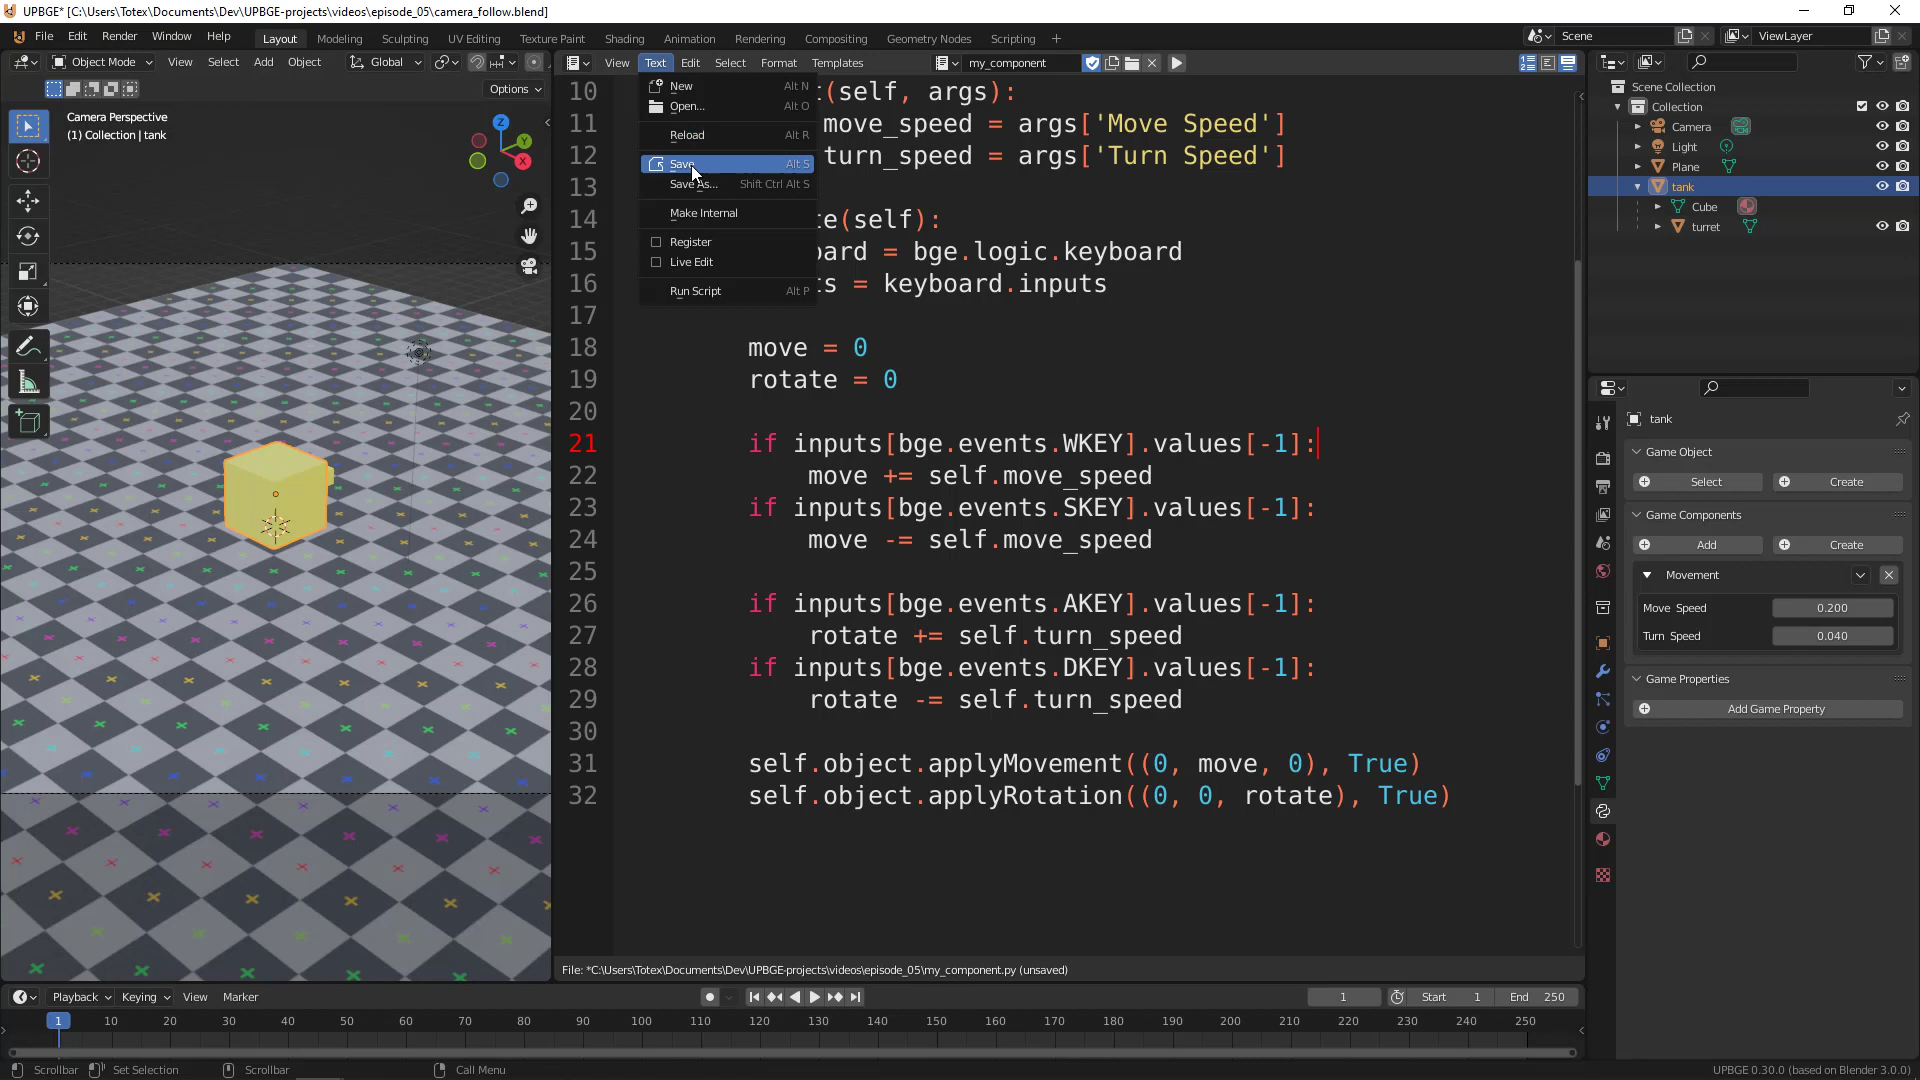 UPBGE* [C:\Users\Totex\Documents\Dev\UPBGE-projects\videos\episode_05\camera_follow.blend]
File Edit Render Window Help Layout Modeling Sculpting UV Editing Texture Paint Shading Animation Rendering Compositing Geometry Nodes Scripting Scene ViewLayer
Object Mode View Select Add Object Global
Options
Camera Perspective
(1) Collection | tank
Z
Y
View Text Edit Select Format Templates my_component
New Alt N
Open... Alt O
Reload Alt R
Save Alt S
Save As... Shift Ctrl Alt S
Make Internal
Register
Live Edit
Run Script Alt P
10 t(self, args):
11 move_speed = args['Move Speed']
12 turn_speed = args['Turn Speed']
13
14 te(self):
15 oard = bge.logic.keyboard
16 ts = keyboard.inputs
17
18 move = 0
19 rotate = 0
20
21 if inputs[bge.events.WKEY].values[-1]:
22 move += self.move_speed
23 if inputs[bge.events.SKEY].values[-1]:
24 move -= self.move_speed
25
26 if inputs[bge.events.AKEY].values[-1]:
27 rotate += self.turn_speed
28 if inputs[bge.events.DKEY].values[-1]:
29 rotate -= self.turn_speed
30
31 self.object.applyMovement((0, move, 0), True)
32 self.object.applyRotation((0, 0, rotate), True)
File: *C:\Users\Totex\Documents\Dev\UPBGE-projects\videos\episode_05\my_component.py (unsaved)
Scene Collection
Collection
Camera
Light
Plane
tank
Cube
turret
tank
Game Object
Select Create
Game Components
Add Create
Movement
Move Speed 0.200
Turn Speed 0.040
Game Properties
Add Game Property
Playback Keying View Marker 1 Start 1 End 250
1 10 20 30 40 50 60 70 80 90 100 110 120 130 140 150 160 170 180 190 200 210 220 230 240 250
Scrollbar Set Selection Scrollbar Call Menu UPBGE 0.30.0 (based on Blender 3.0.0)